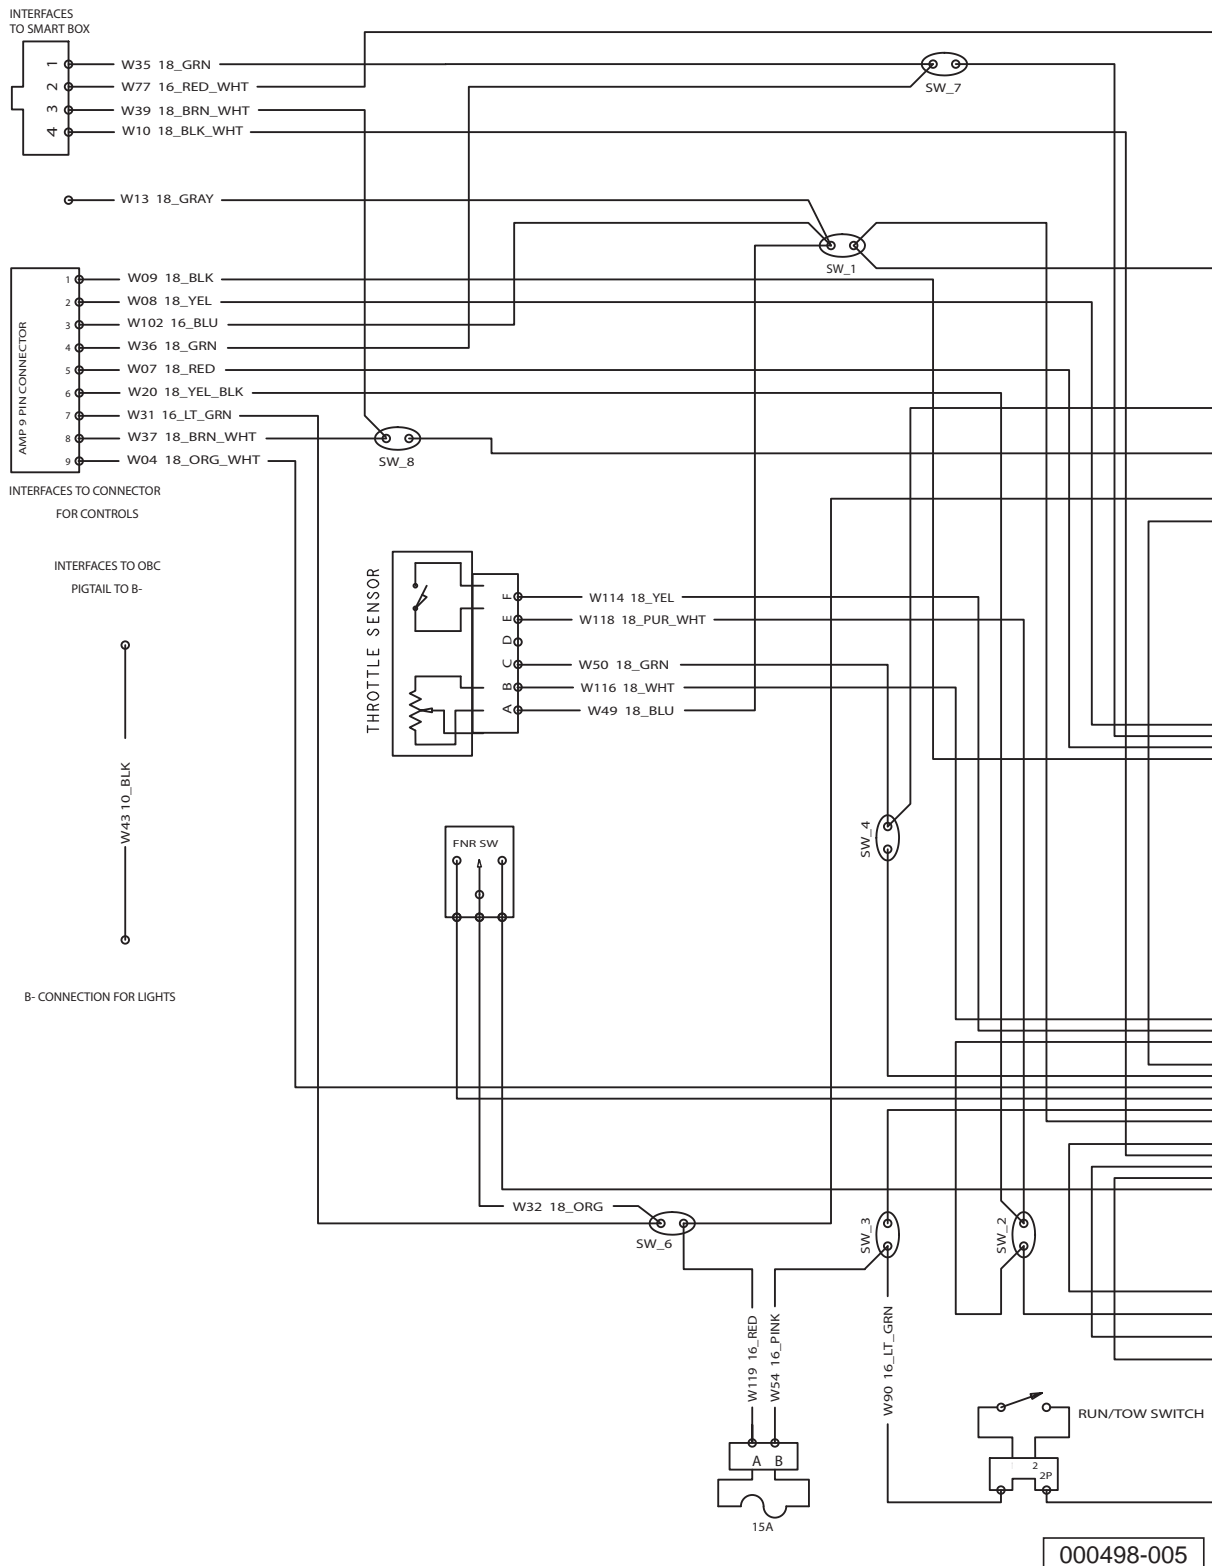 INTERFACES
TO SMART BOX
1
W35 18_GRN
2
W77 16_RED_WHT
3
W39 18_BRN_WHT
4
W10 18_BLK_WHT
SW_7
W13 18_GRAY
SW_1
AMP 9 PIN CONNECTOR
1
W09 18_BLK
2
W08 18_YEL
3
W102 16_BLU
4
W36 18_GRN
5
W07 18_RED
6
W20 18_YEL_BLK
7
W31 16_LT_GRN
8
W37 18_BRN_WHT
9
W04 18_ORG_WHT
SW_8
INTERFACES TO CONNECTOR
FOR CONTROLS
INTERFACES TO OBC
PIGTAIL TO B-
W43 10_BLK
B- CONNECTION FOR LIGHTS
THROTTLE SENSOR
F
W114 18_YEL
E
W118 18_PUR_WHT
D
C
W50 18_GRN
B
W116 18_WHT
A
W49 18_BLU
SW_4
FNR SW
W32 18_ORG
SW_6
SW_3
SW_2
W119 16_RED
W54 16_PINK
W90 16_LT_GRN
A B
15A
RUN/TOW SWITCH
2
2P
000498-005